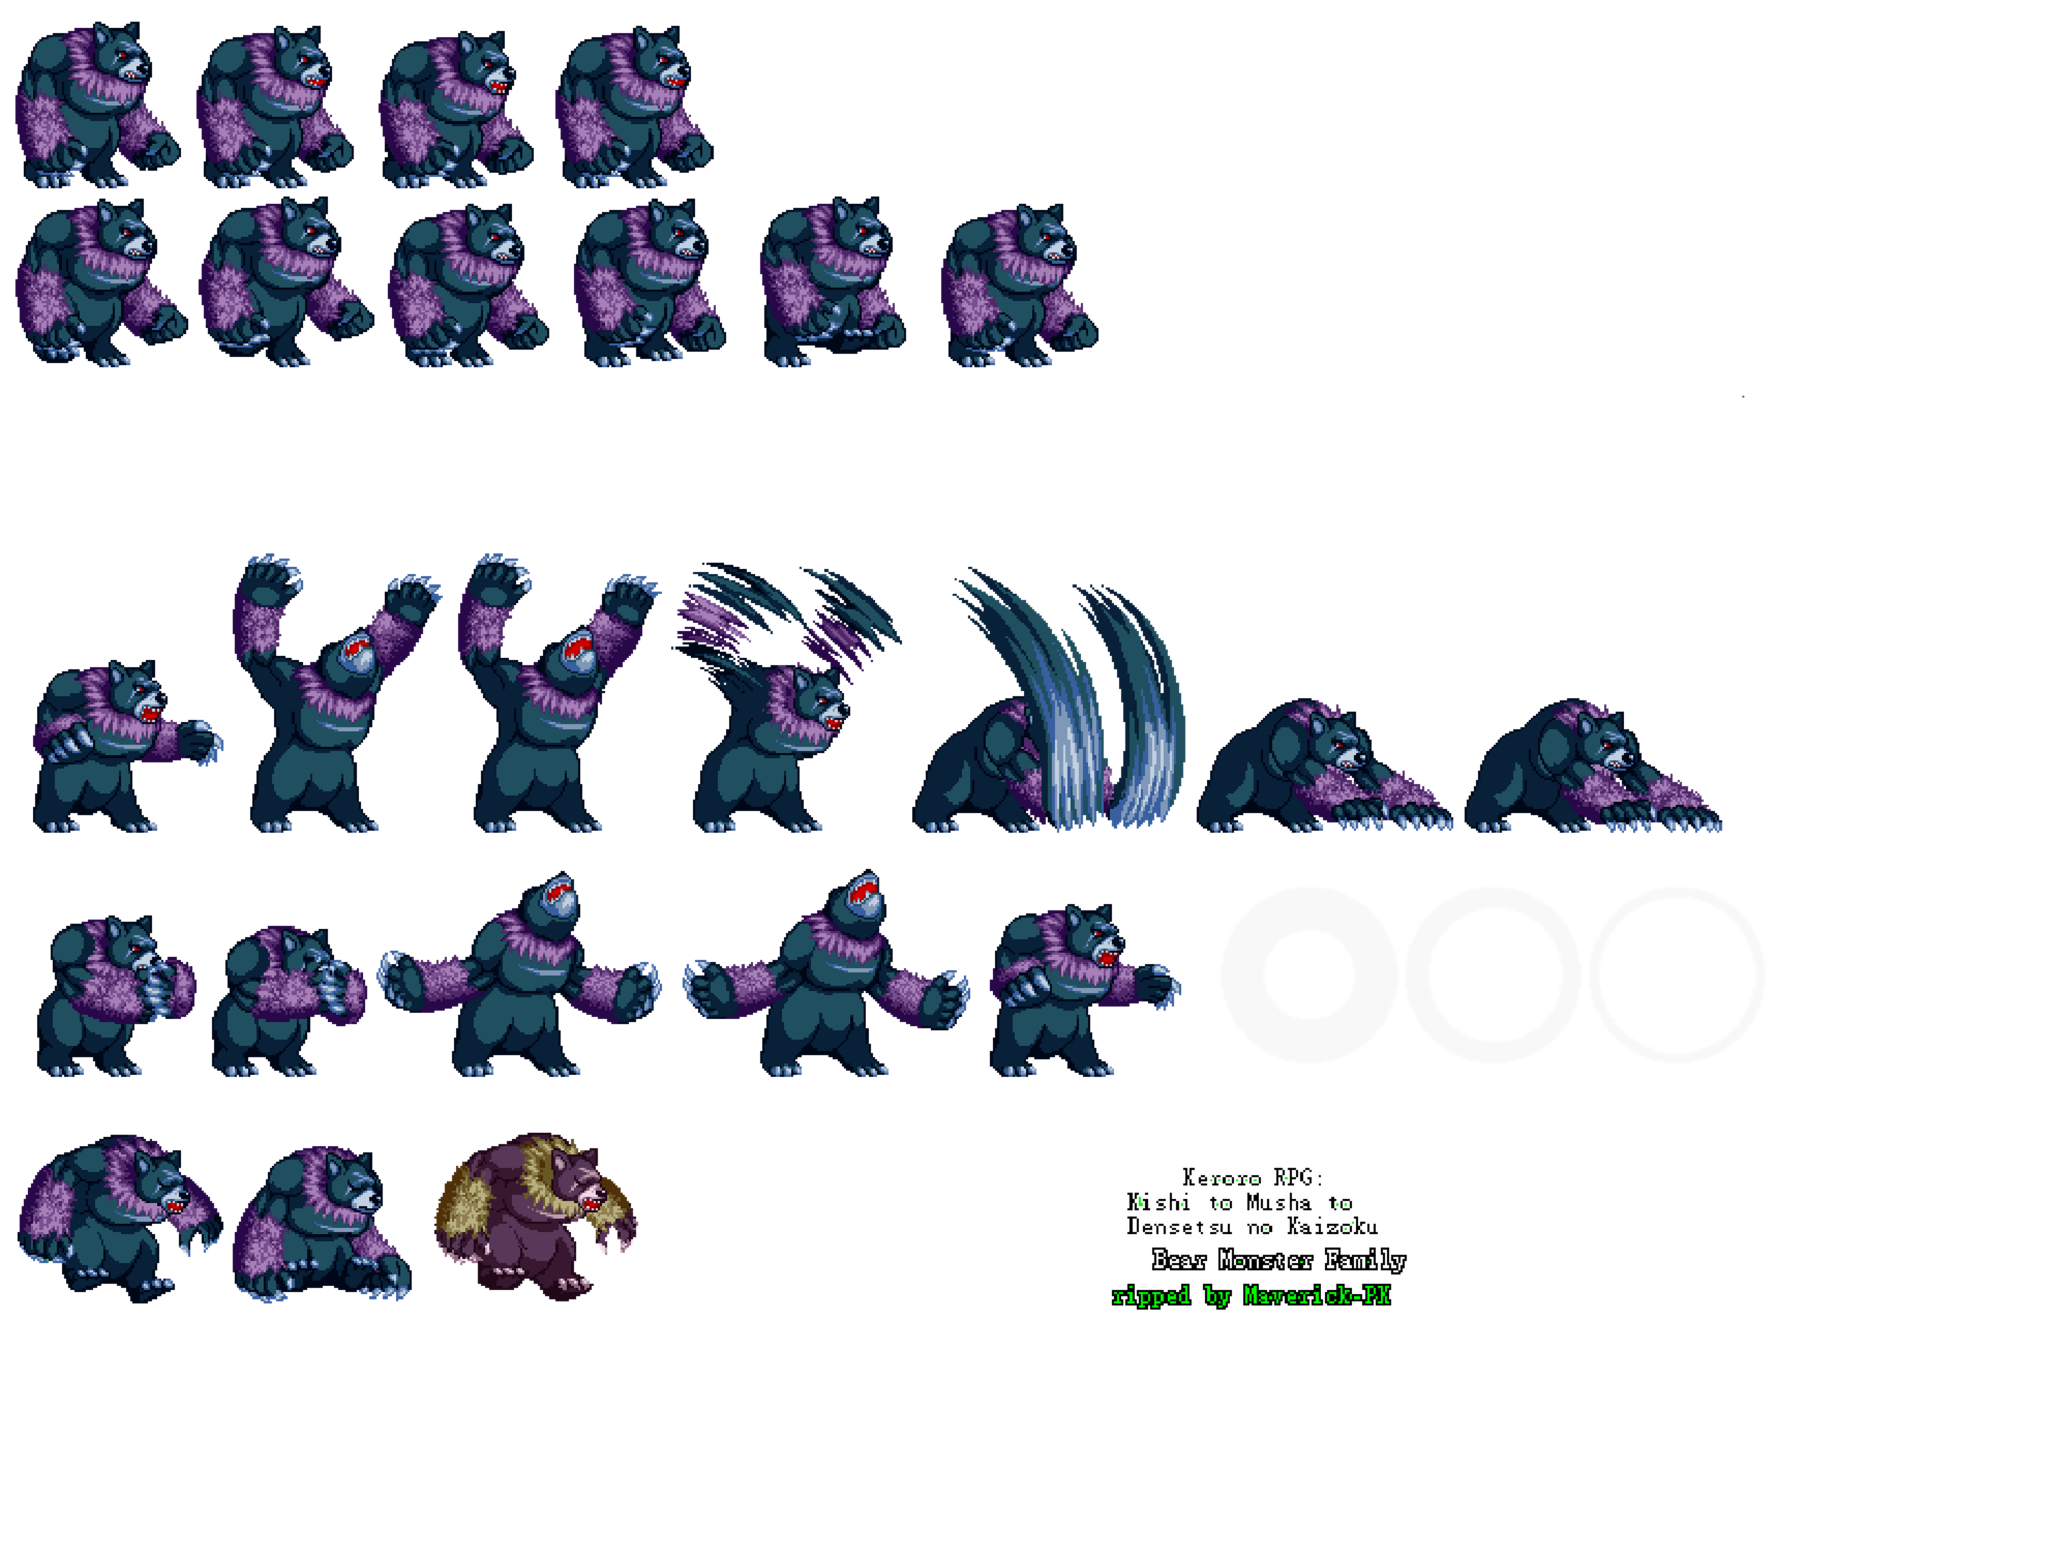 Keroro RPG:
Kishi to Musha to
Densetsu no Kaizoku
Bear Monster Family
ripped by Maverick-PK